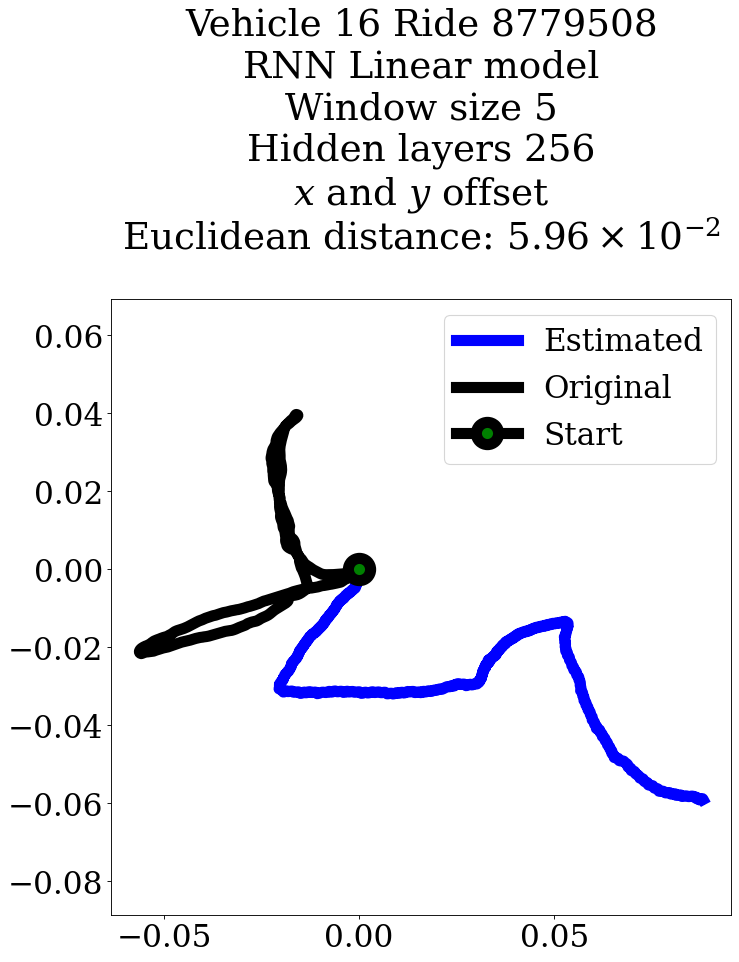 Vehicle 16 Ride 8779508
RNN Linear model
Window size 5
Hidden layers 256
x and y offset
Euclidean distance: 5.96 × 10⁻²
Estimated
Original
Start
0.06
0.04
0.02
0.00
−0.02
−0.04
−0.06
−0.08
−0.05 0.00 0.05